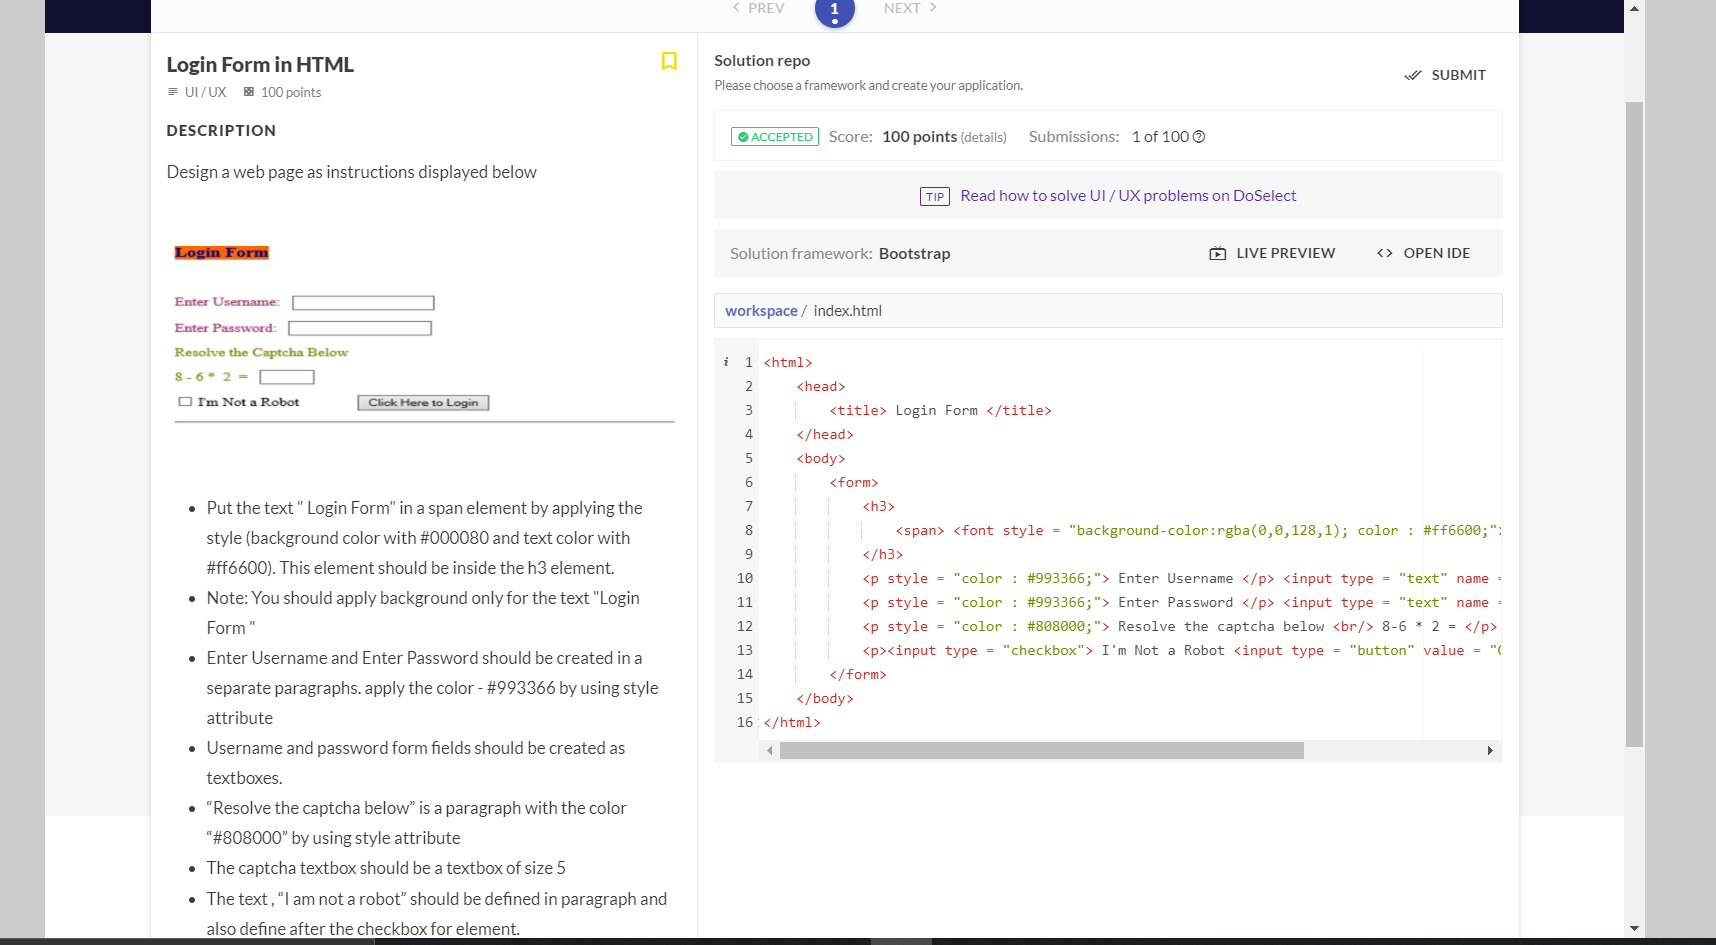 PREV
1
NEXT
Login Form in HTML
UI / UX 100 points
DESCRIPTION
Design a web page as instructions displayed below
Login Form
Enter Username:
Enter Password:
Resolve the Captcha Below
8 - 6 * 2 =
I'm Not a Robot Click Here to Login
Put the text " Login Form" in a span element by applying the
style (background color with #000080 and text color with
#ff6600). This element should be inside the h3 element.
Note: You should apply background only for the text "Login
Form "
Enter Username and Enter Password should be created in a
separate paragraphs. apply the color - #993366 by using style
attribute
Username and password form fields should be created as
textboxes.
“Resolve the captcha below” is a paragraph with the color
“#808000” by using style attribute
The captcha textbox should be a textbox of size 5
The text , “I am not a robot” should be defined in paragraph and
also define after the checkbox for element.
Solution repo
Please choose a framework and create your application.
SUBMIT
ACCEPTED Score: 100 points (details) Submissions: 1 of 100
TIP Read how to solve UI / UX problems on DoSelect
Solution framework: Bootstrap LIVE PREVIEW OPEN IDE
workspace / index.html
i 1 <html>
2 <head>
3 <title> Login Form </title>
4 </head>
5 <body>
6 <form>
7 <h3>
8 <span> <font style = "background-color:rgba(0,0,128,1); color : #ff6600;">
9 </h3>
10 <p style = "color : #993366;"> Enter Username </p> <input type = "text" name =
11 <p style = "color : #993366;"> Enter Password </p> <input type = "text" name =
12 <p style = "color : #808000;"> Resolve the captcha below <br/> 8-6 * 2 = </p>
13 <p><input type = "checkbox"> I'm Not a Robot <input type = "button" value = "C
14 </form>
15 </body>
16 </html>